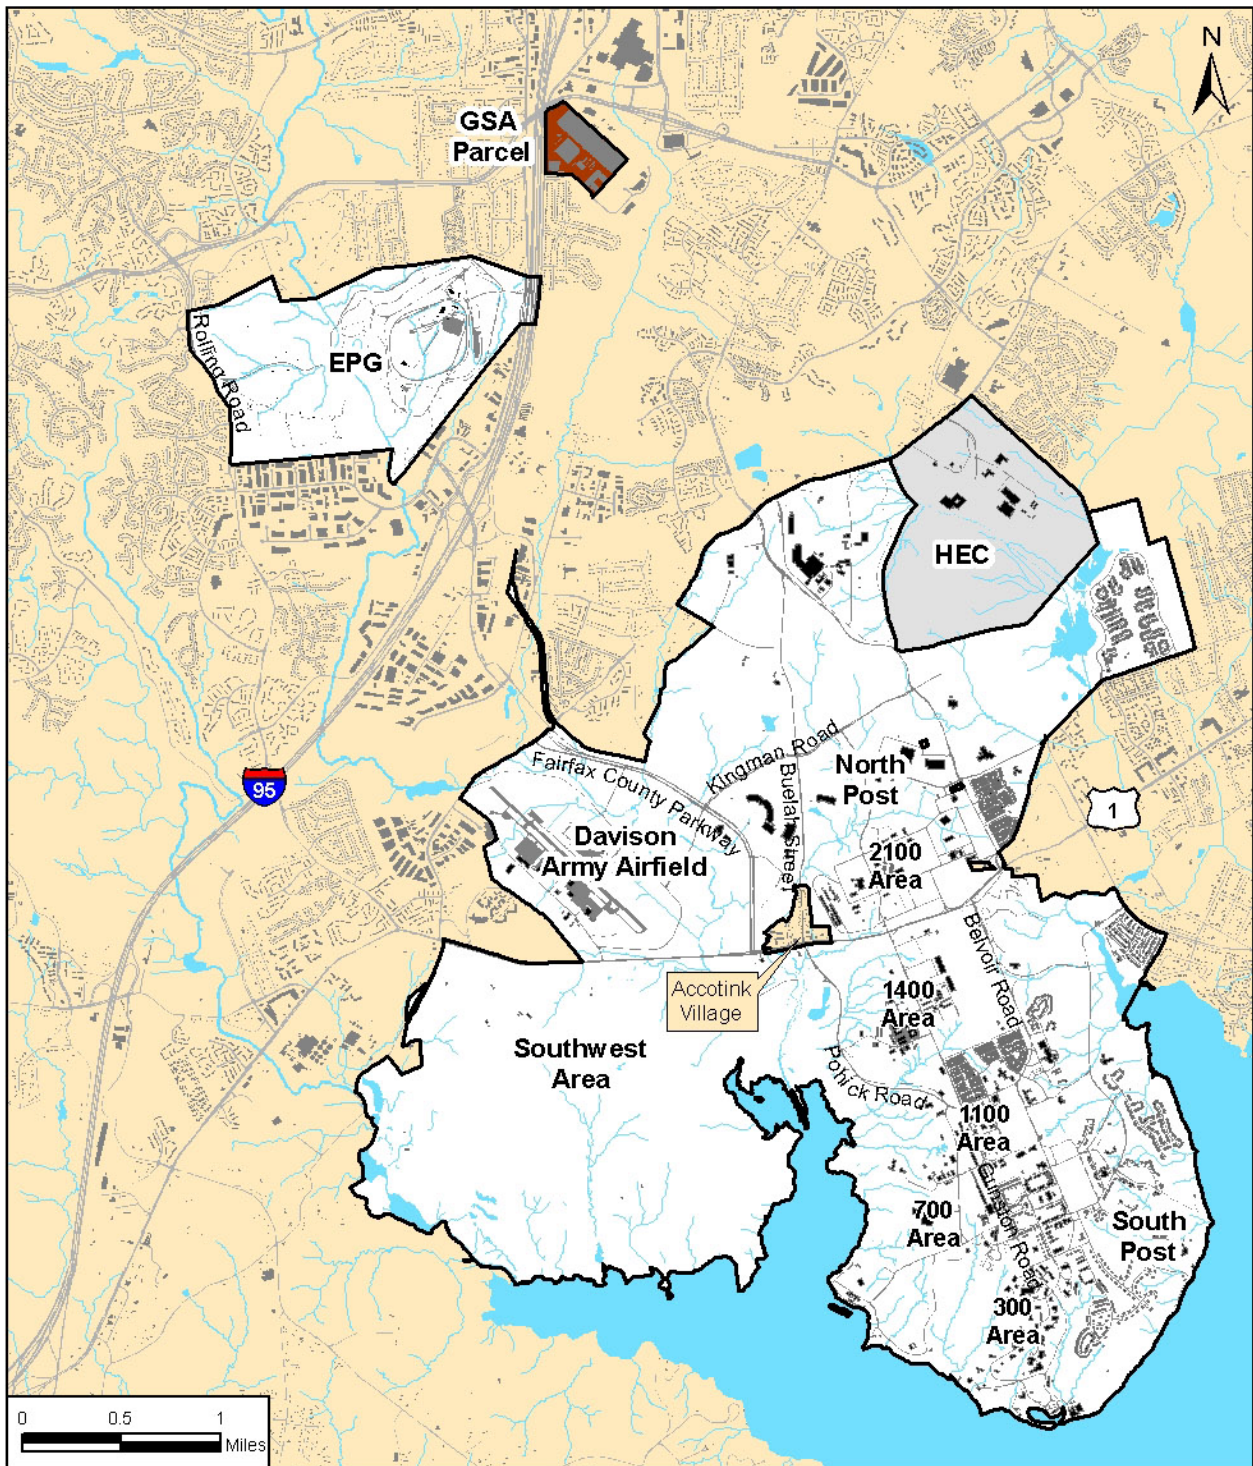 N
GSA
Parcel
Rolling Road
EPG
HEC
95
1
Fairfax County Parkway
Kingman Road
Buelah Street
North
Post
Davison
Army Airfield
2100
Area
Belvoir Road
Accotink
Village
1400
Area
Southwest
Area
Pohick Road
1100
Area
Gunston Road
700
Area
South
Post
300
Area
0 0.5 1
Miles